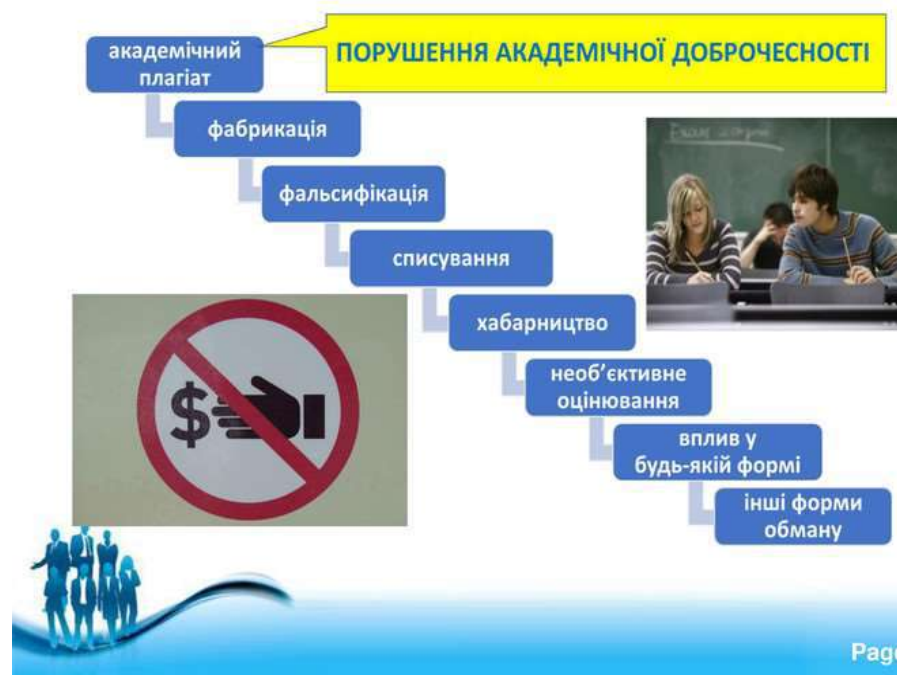 ПОРУШЕННЯ АКАДЕМІЧНОЇ ДОБРОЧЕСНОСТІ
академічний
плагіат
фабрикація
фальсифікація
списування
хабарництво
необ’єктивне
оцінювання
вплив у
будь-якій формі
інші форми
обману
$
Page